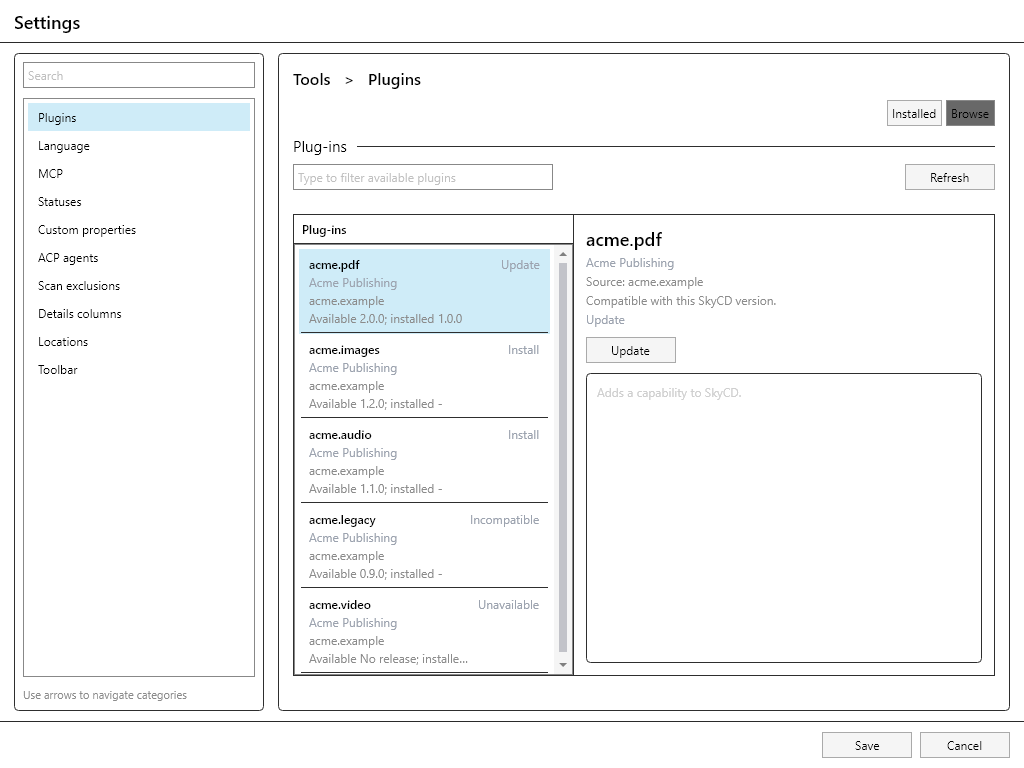 Settings
Search
Plugins
Language
MCP
Statuses
Custom properties
ACP agents
Scan exclusions
Details columns
Locations
Toolbar
Use arrows to navigate categories
Tools > Plugins
Installed
Browse
Plug-ins
Type to filter available plugins
Refresh
Plug-ins
acme.pdf Update
Acme Publishing
acme.example
Available 2.0.0; installed 1.0.0
acme.images Install
Acme Publishing
acme.example
Available 1.2.0; installed -
acme.audio Install
Acme Publishing
acme.example
Available 1.1.0; installed -
acme.legacy Incompatible
Acme Publishing
acme.example
Available 0.9.0; installed -
acme.video Unavailable
Acme Publishing
acme.example
Available No release; installe...
acme.pdf
Acme Publishing
Source: acme.example
Compatible with this SkyCD version.
Update
Update
Adds a capability to SkyCD.
Save
Cancel